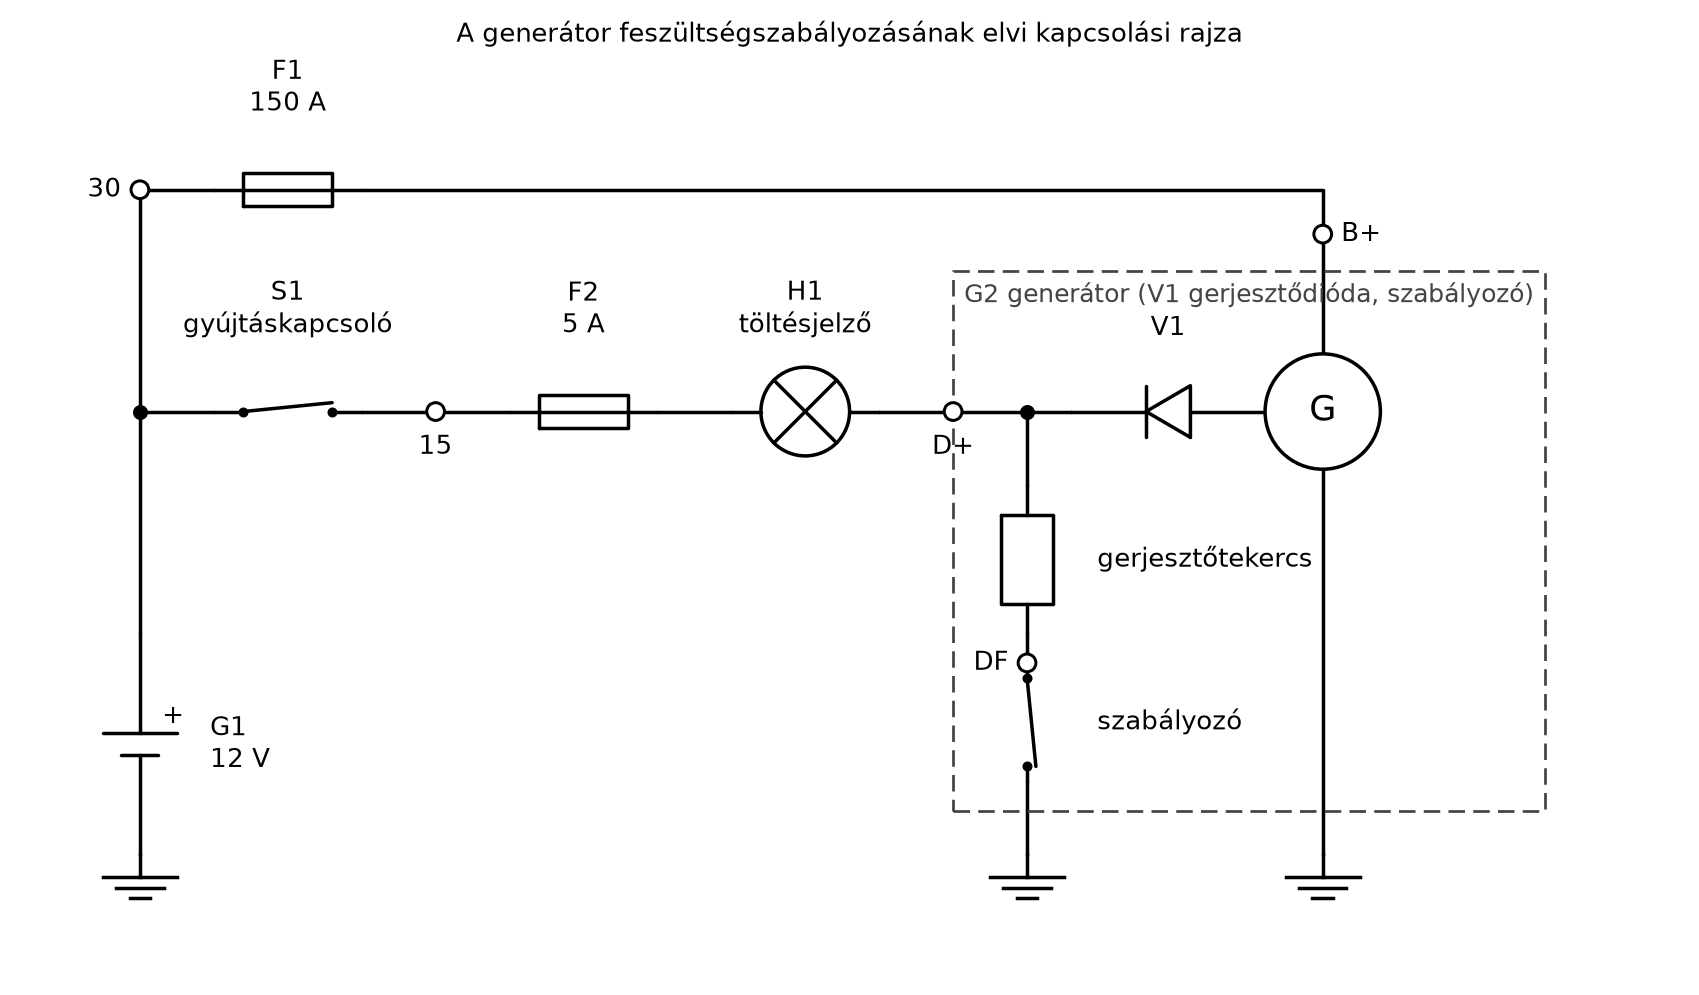 A generátor feszültségszabályozásának elvi kapcsolási rajza
F1
150 A
30
B+
S1
gyújtáskapcsoló
F2
5 A
H1
töltésjelző
G2 generátor (V1 gerjesztődióda, szabályozó)
V1
G
15
D+
gerjesztőtekercs
DF
szabályozó
+
G1
12 V